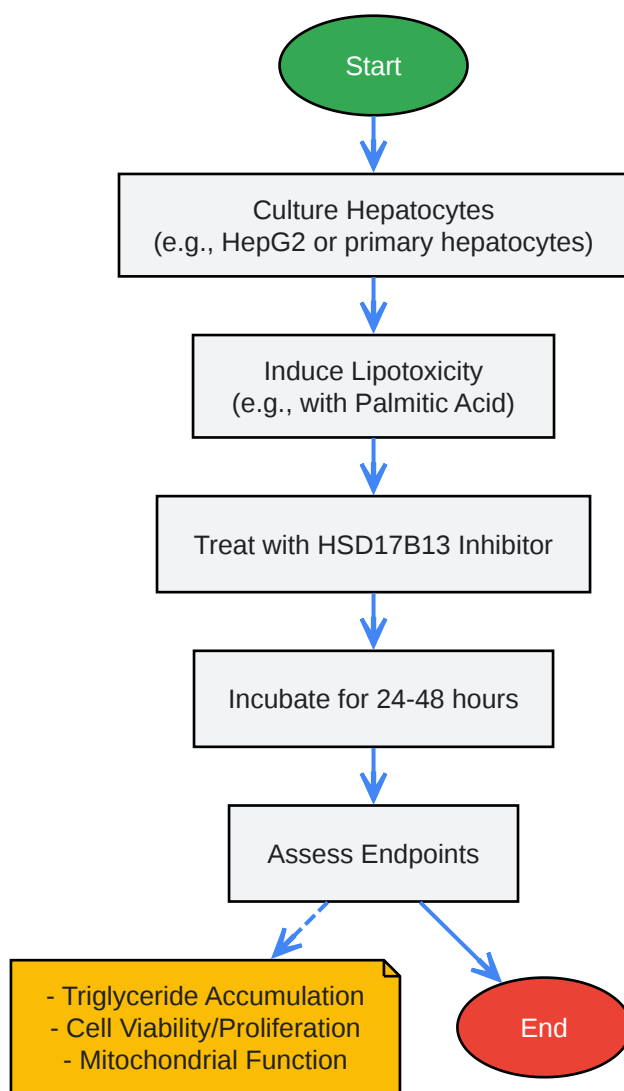 Start
Culture Hepatocytes
(e.g., HepG2 or primary hepatocytes)
Induce Lipotoxicity
(e.g., with Palmitic Acid)
Treat with HSD17B13 Inhibitor
Incubate for 24-48 hours
Assess Endpoints
- Triglyceride Accumulation
- Cell Viability/Proliferation
- Mitochondrial Function
End